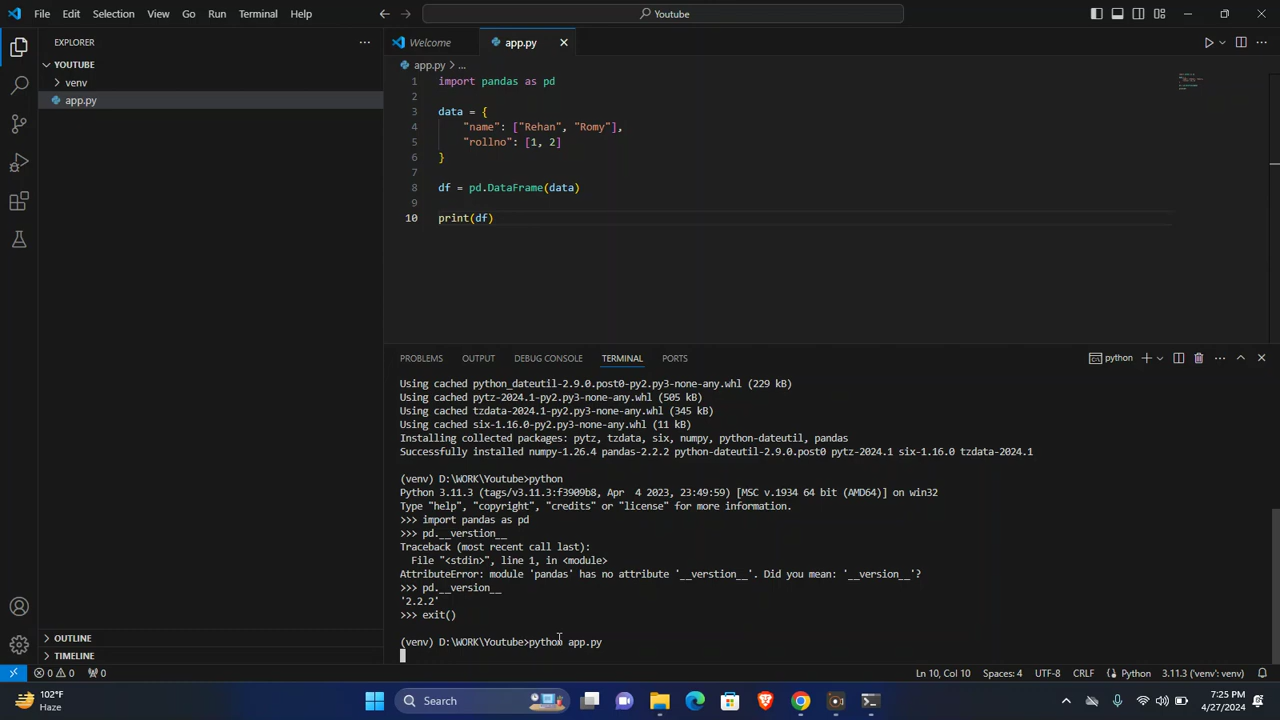 File Edit Selection View Go Run Terminal Help
Youtube
EXPLORER
Welcome
app.py
YOUTUBE
venv
app.py
app.py > ...
1 import pandas as pd
2
3 data = {
4 "name": ["Rehan", "Romy"],
5 "rollno": [1, 2]
6 }
7
8 df = pd.DataFrame(data)
9
10 print(df)
PROBLEMS OUTPUT DEBUG CONSOLE TERMINAL PORTS
python
Using cached python_dateutil-2.9.0.post0-py2.py3-none-any.whl (229 kB)
Using cached pytz-2024.1-py2.py3-none-any.whl (505 kB)
Using cached tzdata-2024.1-py2.py3-none-any.whl (345 kB)
Using cached six-1.16.0-py2.py3-none-any.whl (11 kB)
Installing collected packages: pytz, tzdata, six, numpy, python-dateutil, pandas
Successfully installed numpy-1.26.4 pandas-2.2.2 python-dateutil-2.9.0.post0 pytz-2024.1 six-1.16.0 tzdata-2024.1
(venv) D:\WORK\Youtube>python
Python 3.11.3 (tags/v3.11.3:f3909b8, Apr  4 2023, 23:49:59) [MSC v.1934 64 bit (AMD64)] on win32
Type "help", "copyright", "credits" or "license" for more information.
>>> import pandas as pd
>>> pd.__verstion__
Traceback (most recent call last):
File "<stdin>", line 1, in <module>
AttributeError: module 'pandas' has no attribute '__verstion__'. Did you mean: '__version__'?
>>> pd.__version__
'2.2.2'
>>> exit()
(venv) D:\WORK\Youtube>python app.py
OUTLINE
TIMELINE
0 0 0
Ln 10, Col 10 Spaces: 4 UTF-8 CRLF Python 3.11.3 ('venv': venv)
102°F
Haze
Search
7:25 PM
4/27/2024